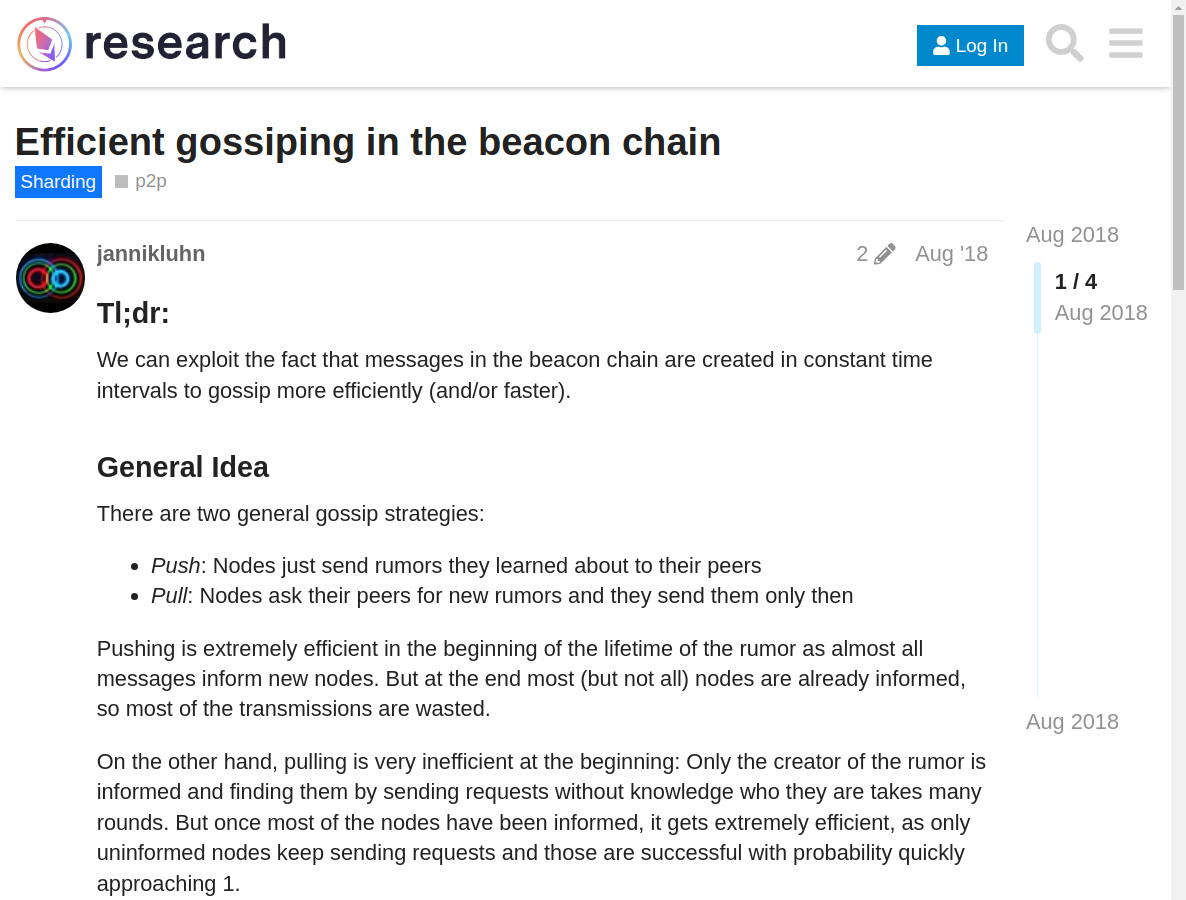 research
Log In
Efficient gossiping in the beacon chain
Sharding p2p
jannikluhn 2 Aug '18
Aug 2018
1 / 4
Aug 2018
Tl;dr:
We can exploit the fact that messages in the beacon chain are created in constant time
intervals to gossip more efficiently (and/or faster).
General Idea
There are two general gossip strategies:
• Push: Nodes just send rumors they learned about to their peers
• Pull: Nodes ask their peers for new rumors and they send them only then
Pushing is extremely efficient in the beginning of the lifetime of the rumor as almost all
messages inform new nodes. But at the end most (but not all) nodes are already informed,
so most of the transmissions are wasted.
Aug 2018
On the other hand, pulling is very inefficient at the beginning: Only the creator of the rumor is
informed and finding them by sending requests without knowledge who they are takes many
rounds. But once most of the nodes have been informed, it gets extremely efficient, as only
uninformed nodes keep sending requests and those are successful with probability quickly
approaching 1.